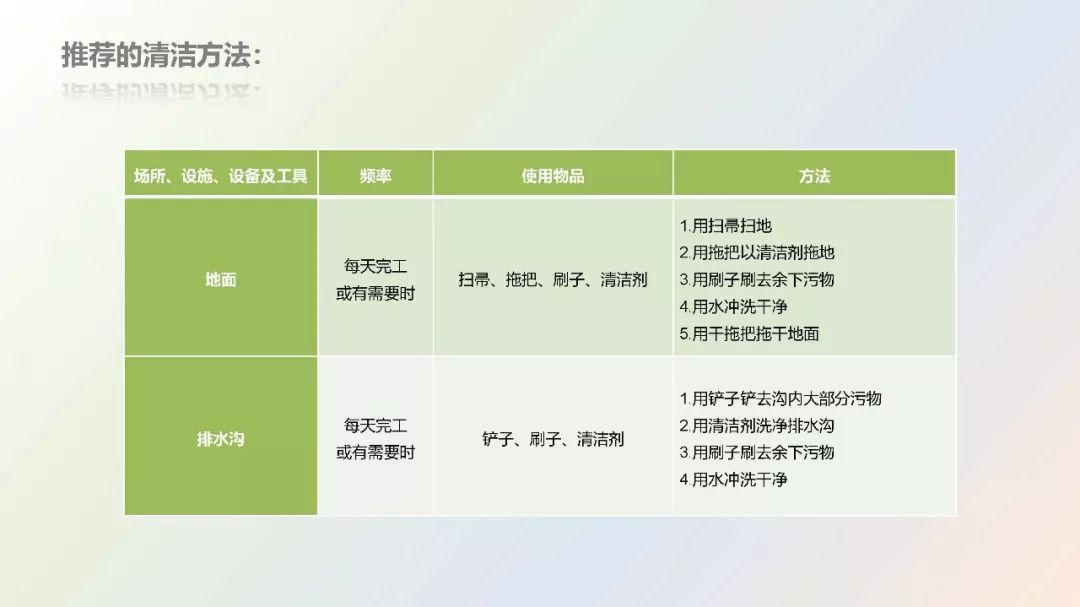 推荐的清洁方法：
场所、设施、设备及工具
频率
使用物品
方法
地面
每天完工
或有需要时
扫帚、拖把、刷子、清洁剂
1.用扫帚扫地
2.用拖把以清洁剂拖地
3.用刷子刷去余下污物
4.用水冲洗干净
5.用干拖把拖干地面
排水沟
每天完工
或有需要时
铲子、刷子、清洁剂
1.用铲子铲去沟内大部分污物
2.用清洁剂洗净排水沟
3.用刷子刷去余下污物
4.用水冲洗干净